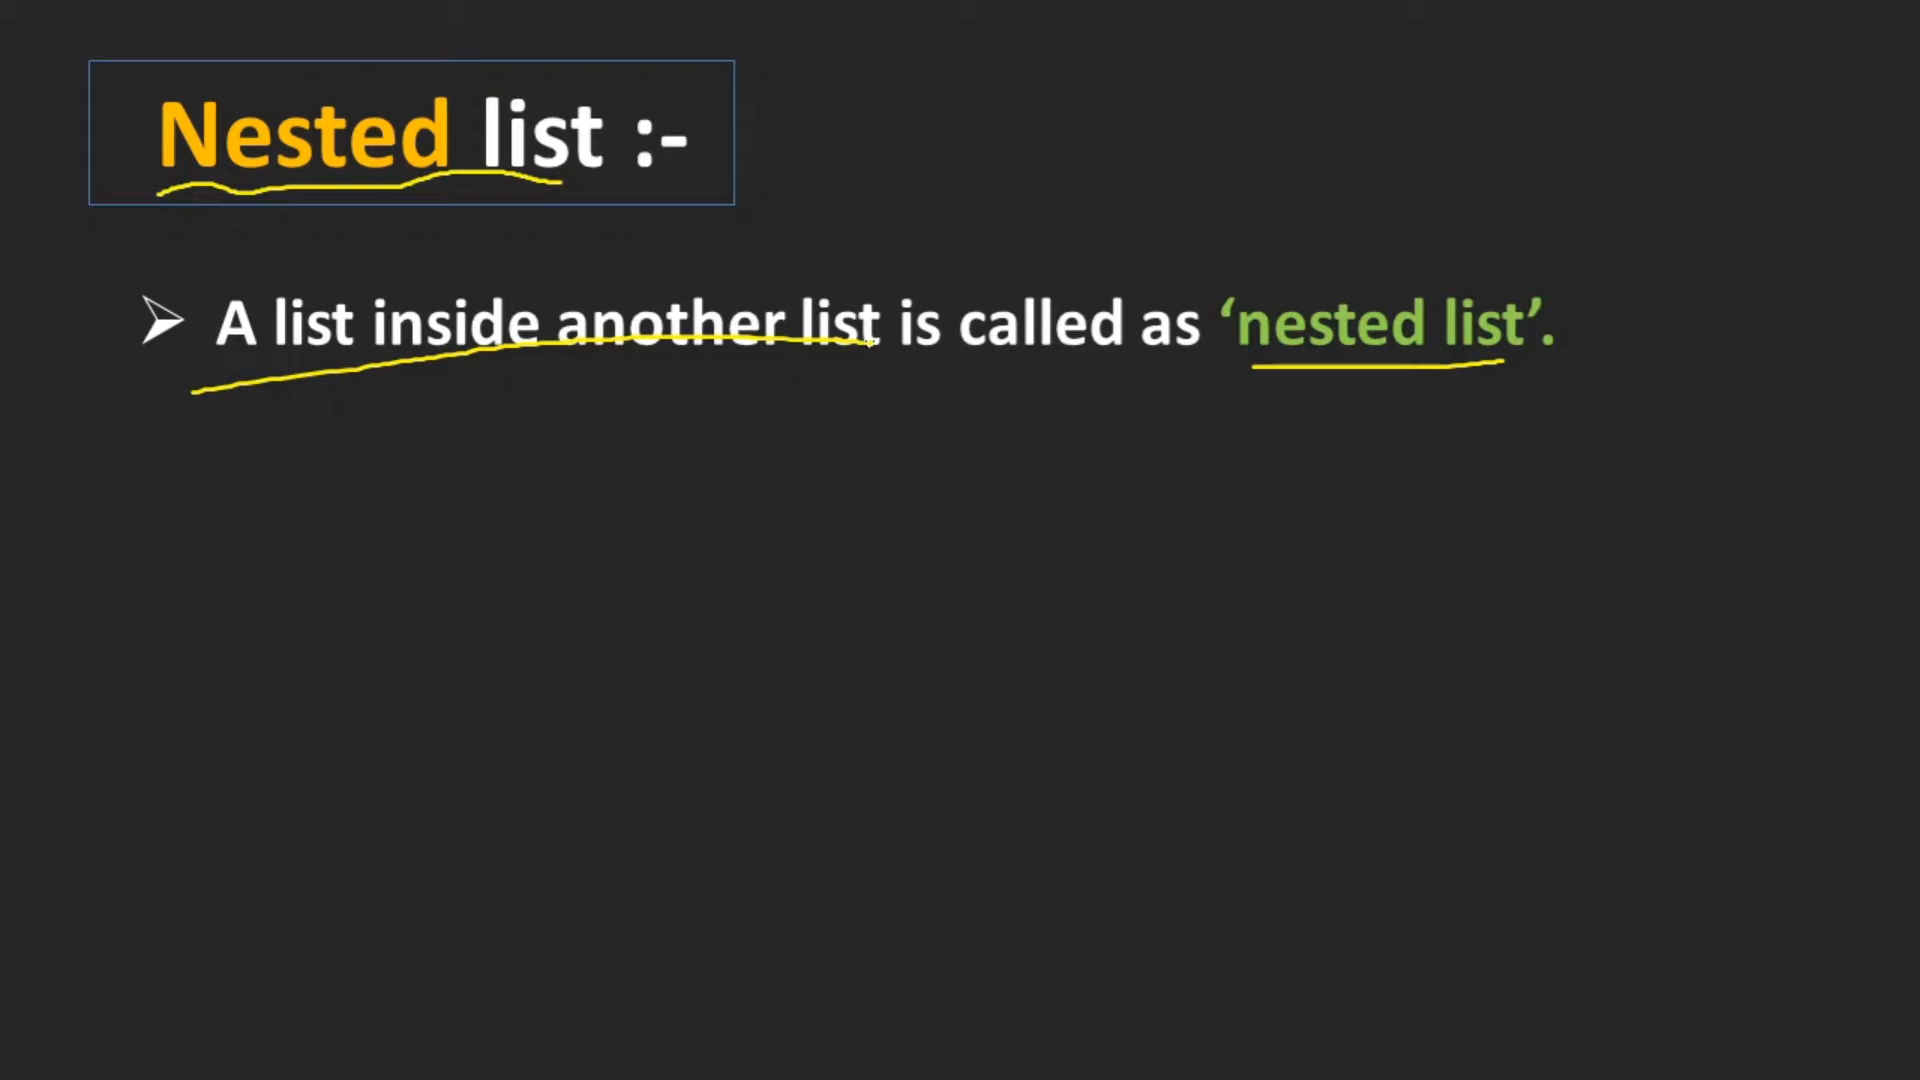 Nested list :-
➢ A list inside another list is called as ‘nested list’.